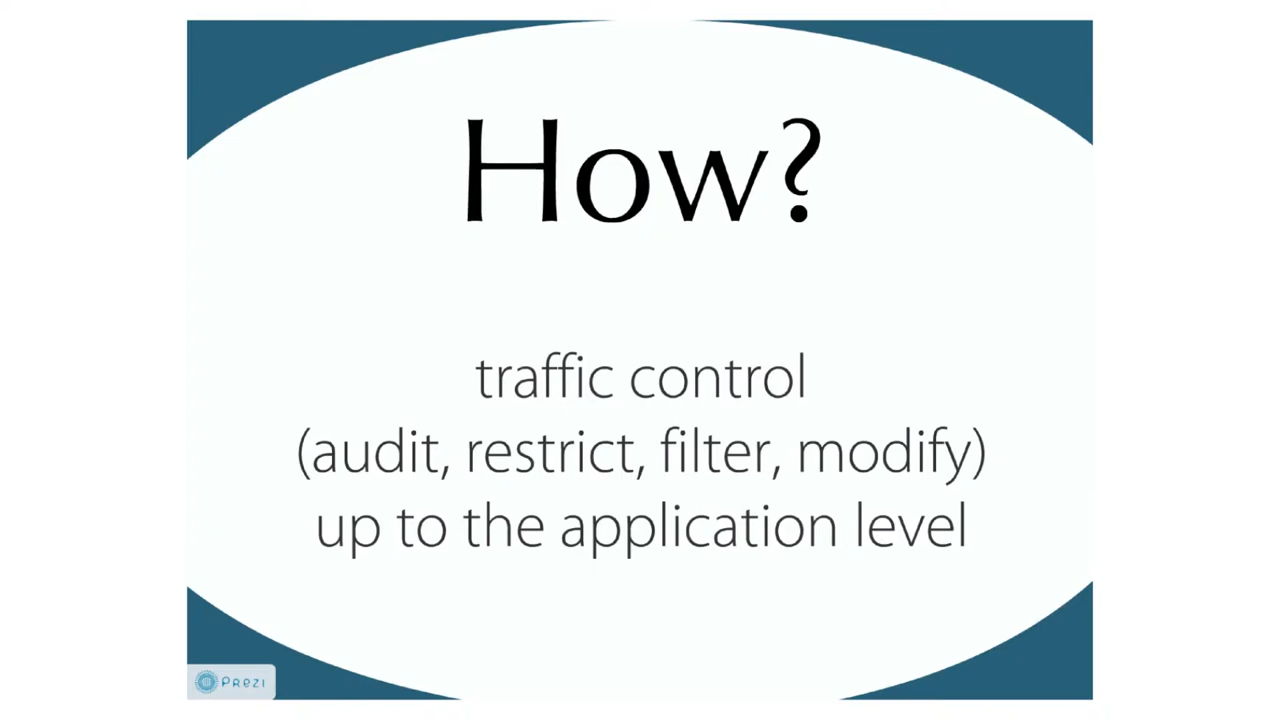 How?
traffic control
(audit, restrict, filter, modify)
up to the application level
Prezi